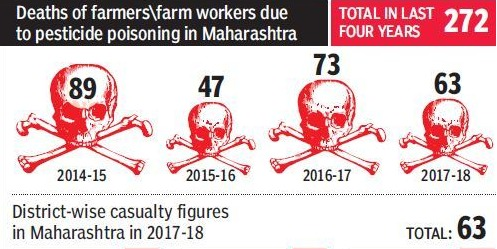 Deaths of farmers\farm workers due
to pesticide poisoning in Maharashtra
TOTAL IN LAST
FOUR YEARS 272
89
47
73
63
2014-15
2015-16
2016-17
2017-18
District-wise casualty figures
in Maharashtra in 2017-18
TOTAL: 63